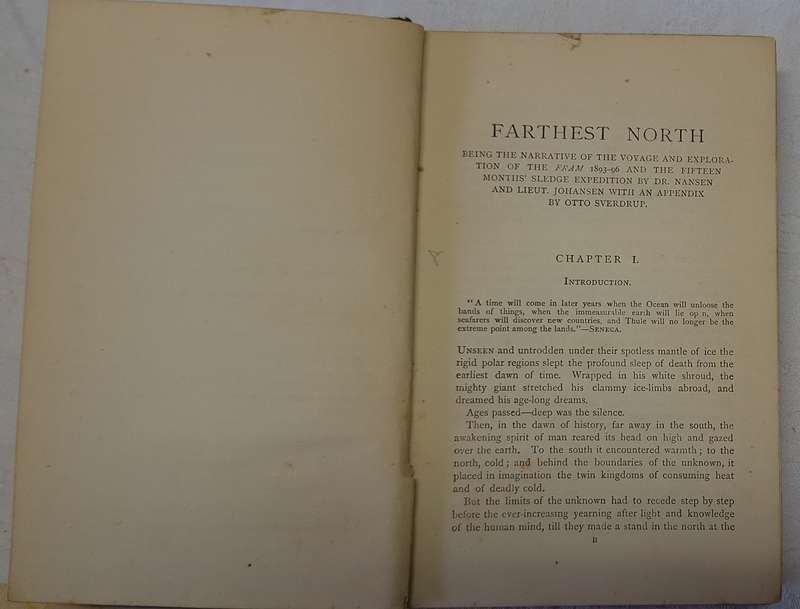 FARTHEST NORTH
BEING THE NARRATIVE OF THE VOYAGE AND EXPLORA-
TION OF THE FRAM 1893-96 AND THE FIFTEEN
MONTHS' SLEDGE EXPEDITION BY DR. NANSEN
AND LIEUT. JOHANSEN WITH AN APPENDIX
BY OTTO SVERDRUP.
CHAPTER I.
INTRODUCTION.
"A time will come in later years when the Ocean will unloose the
bands of things, when the immeasurable earth will lie op n, when
seafarers will discover new countries, and Thule will no longer be the
extreme point among the lands."—SENECA.
UNSEEN and untrodden under their spotless mantle of ice the
rigid polar regions slept the profound sleep of death from the
earliest dawn of time. Wrapped in his white shroud, the
mighty giant stretched his clammy ice-limbs abroad, and
dreamed his age-long dreams.
Ages passed—deep was the silence.
Then, in the dawn of history, far away in the south, the
awakening spirit of man reared its head on high and gazed
over the earth. To the south it encountered warmth; to the
north, cold; and behind the boundaries of the unknown, it
placed in imagination the twin kingdoms of consuming heat
and of deadly cold.
But the limits of the unknown had to recede step by step
before the ever-increasing yearning after light and knowledge
of the human mind, till they made a stand in the north at the
B